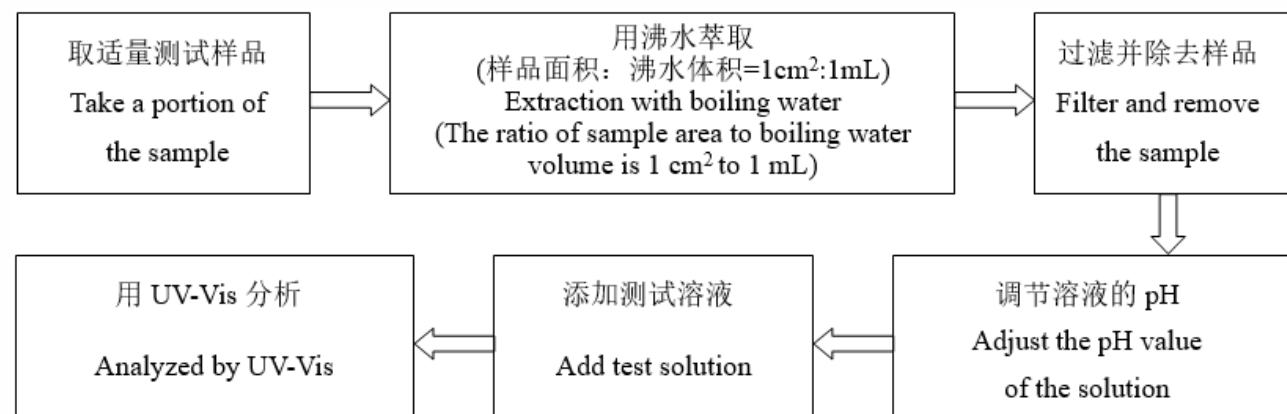 取适量测试样品
Take a portion of
the sample
用沸水萃取
(样品面积：沸水体积=1cm²:1mL)
Extraction with boiling water
(The ratio of sample area to boiling water
volume is 1 cm² to 1 mL)
过滤并除去样品
Filter and remove
the sample
调节溶液的 pH
Adjust the pH value
of the solution
添加测试溶液
Add test solution
用 UV-Vis 分析
Analyzed by UV-Vis